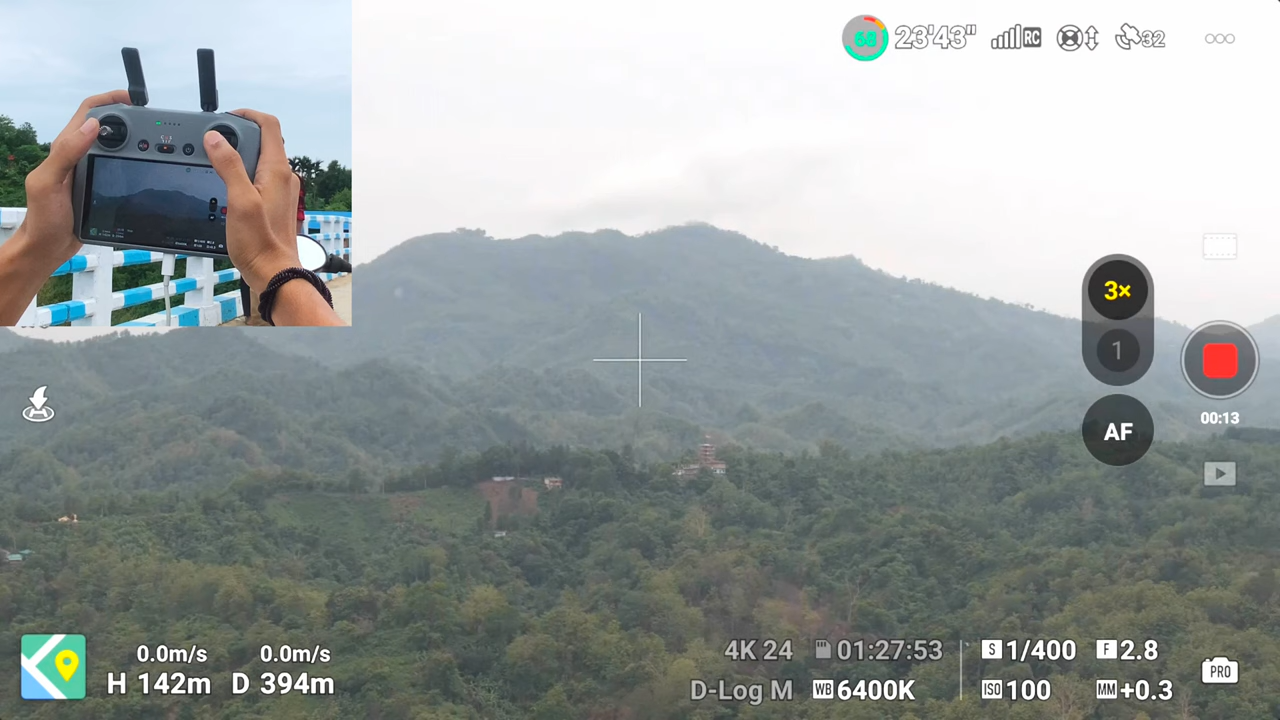 68 23'43" RC 32
3×
1
AF
00:13
0.0m/s 0.0m/s
H 142m D 394m
4K 24 01:27:53
D-Log M WB 6400K
S 1/400 F 2.8
ISO 100 MM +0.3
PRO